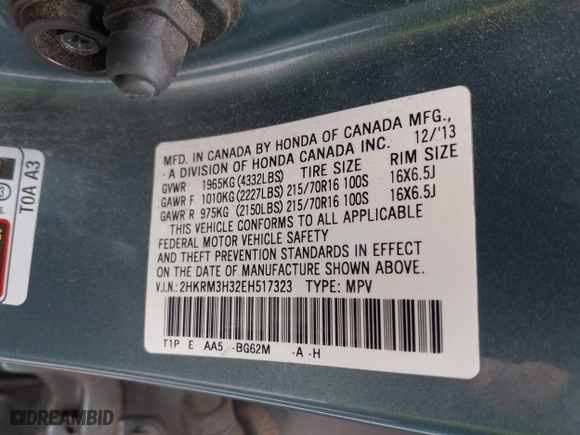 MFD. IN CANADA BY HONDA OF CANADA MFG.,
A DIVISION OF HONDA CANADA INC. 12/'13
GVWR 1965KG (4332LBS) TIRE SIZE RIM SIZE
GAWR F 1010KG (2227LBS) 215/70R16 100S 16X6.5J
GAWR R 975KG (2150LBS) 215/70R16 100S 16X6.5J
THIS VEHICLE CONFORMS TO ALL APPLICABLE
FEDERAL MOTOR VEHICLE SAFETY
AND THEFT PREVENTION STANDARDS IN EFFECT
ON THE DATE OF MANUFACTURE SHOWN ABOVE.
V.I.N.: 2HKRM3H32EH517323 TYPE: MPV
T1P E AA5 -BG62M -A -H
T0A A3
DREAMBID